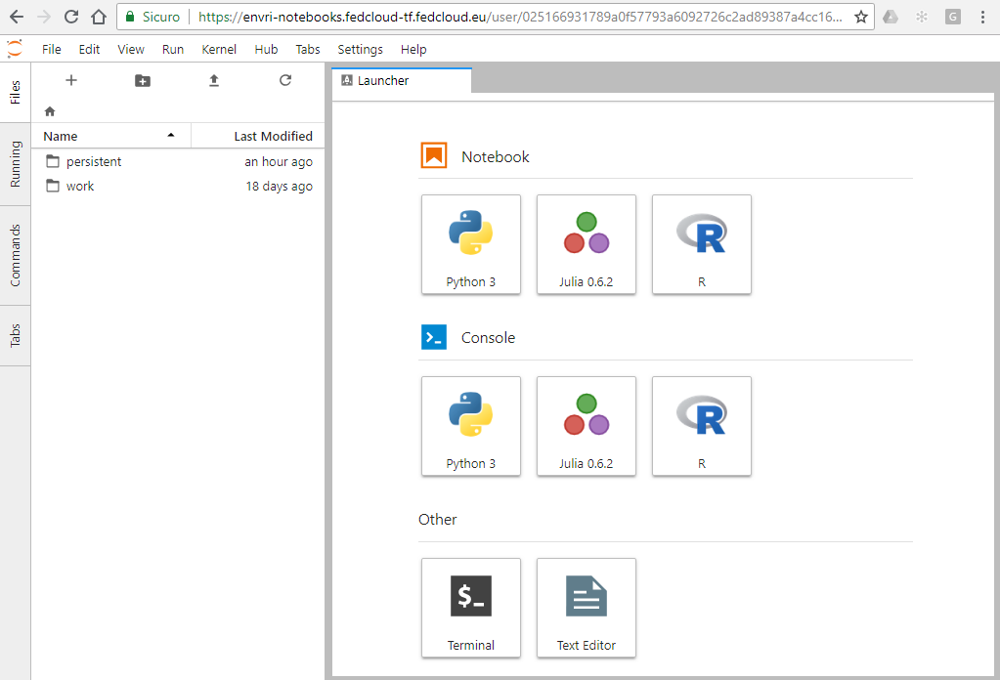 Sicuro https://envri-notebooks.fedcloud-tf.fedcloud.eu/user/025166931789a0f57793a6092726c2ad89387a4cc16...
G
File Edit View Run Kernel Hub Tabs Settings Help
Files
Running
Commands
Tabs
Name Last Modified
persistent an hour ago
work 18 days ago
Launcher
Notebook
Python 3 Julia 0.6.2 R
Console
Python 3 Julia 0.6.2 R
Other
$_
Terminal Text Editor